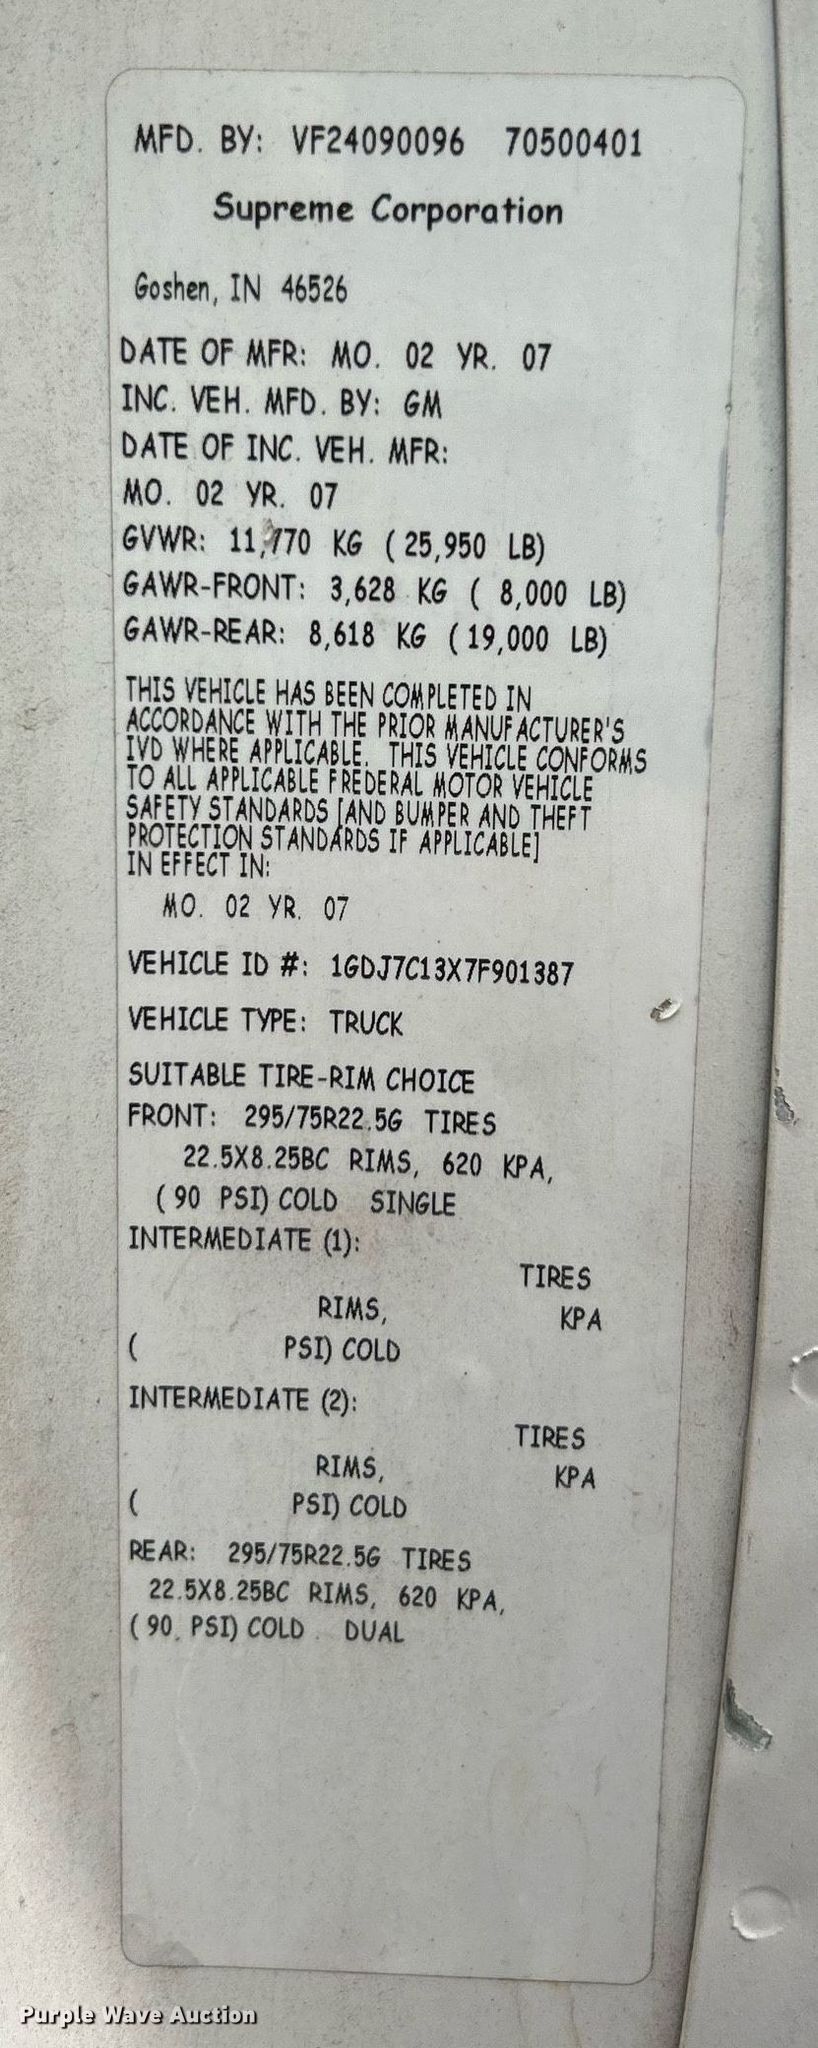 MFD. BY: VF24090096 70500401
Supreme Corporation
Goshen, IN 46526
DATE OF MFR: MO. 02 YR. 07
INC. VEH. MFD. BY: GM
DATE OF INC. VEH. MFR:
MO. 02 YR. 07
GVWR: 11,770 KG ( 25,950 LB)
GAWR-FRONT: 3,628 KG ( 8,000 LB)
GAWR-REAR: 8,618 KG ( 19,000 LB)
THIS VEHICLE HAS BEEN COMPLETED IN
ACCORDANCE WITH THE PRIOR MANUFACTURER'S
IVD WHERE APPLICABLE. THIS VEHICLE CONFORMS
TO ALL APPLICABLE FREDERAL MOTOR VEHICLE
SAFETY STANDARDS [AND BUMPER AND THEFT
PROTECTION STANDARDS IF APPLICABLE]
IN EFFECT IN:
MO. 02 YR. 07
VEHICLE ID #: 1GDJ7C13X7F901387
VEHICLE TYPE: TRUCK
SUITABLE TIRE-RIM CHOICE
FRONT: 295/75R22.5G TIRES
22.5X8.25BC RIMS, 620 KPA,
( 90 PSI) COLD SINGLE
INTERMEDIATE (1):
TIRES
RIMS, KPA
( PSI) COLD
INTERMEDIATE (2):
TIRES
RIMS, KPA
( PSI) COLD
REAR: 295/75R22.5G TIRES
22.5X8.25BC RIMS, 620 KPA,
( 90 PSI) COLD DUAL
Purple Wave Auction